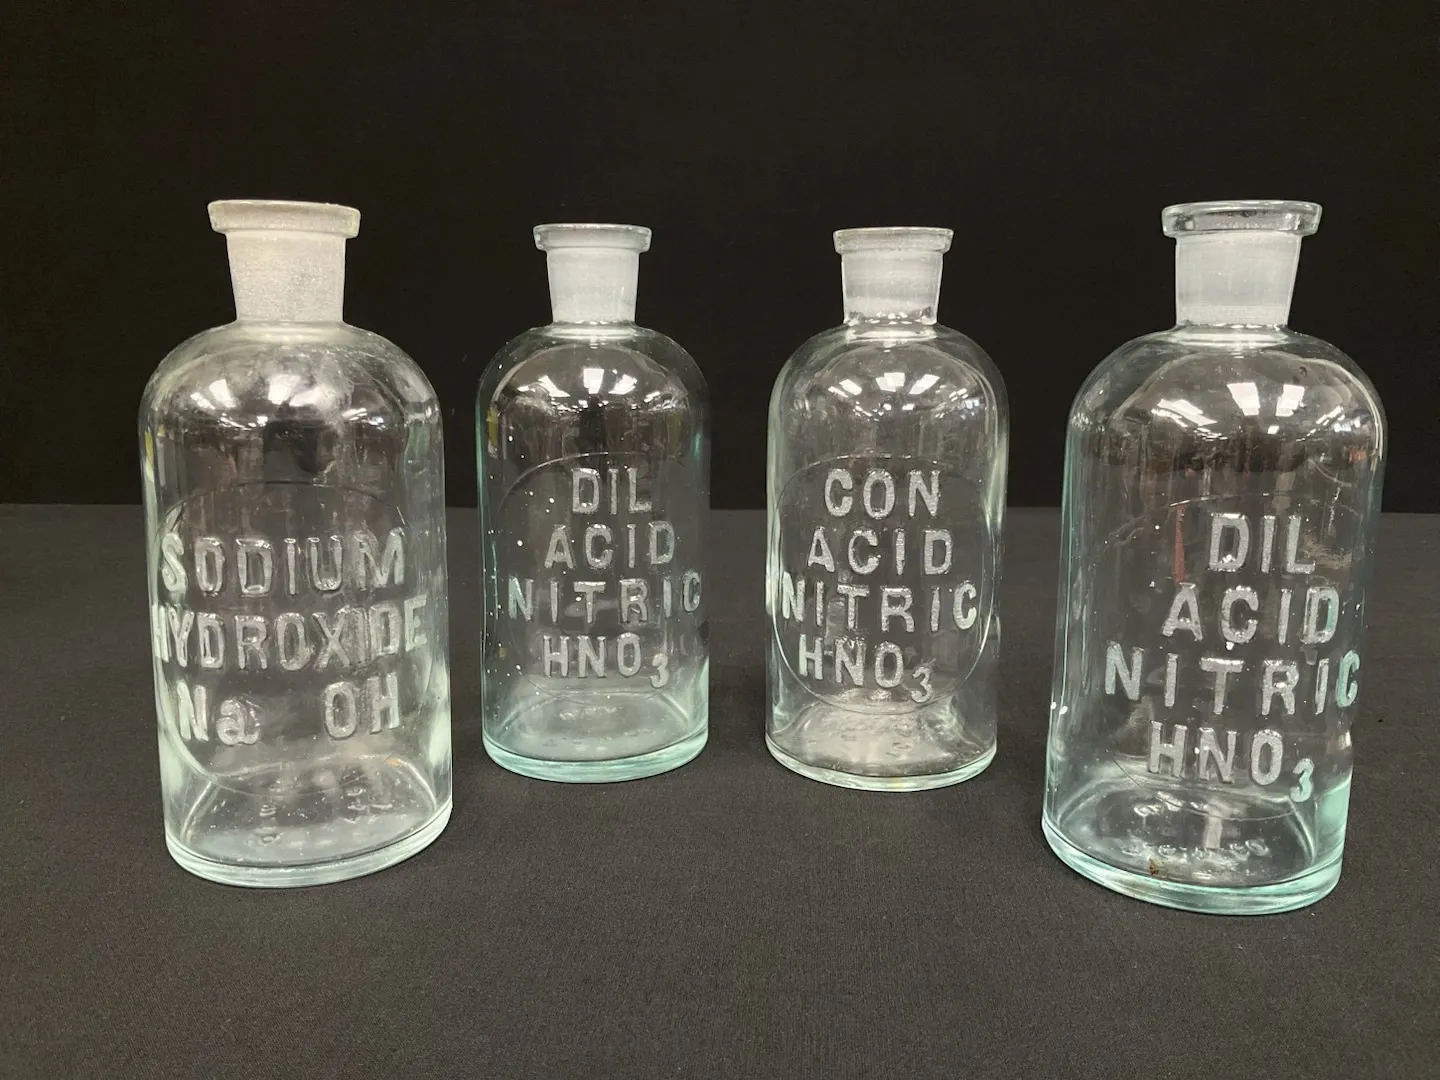 SODIUM
HYDROXIDE
Na OH
DIL
ACID
NITRIC
HNO3
CON
ACID
NITRIC
HNO3
DIL
ACID
NITRIC
HNO3